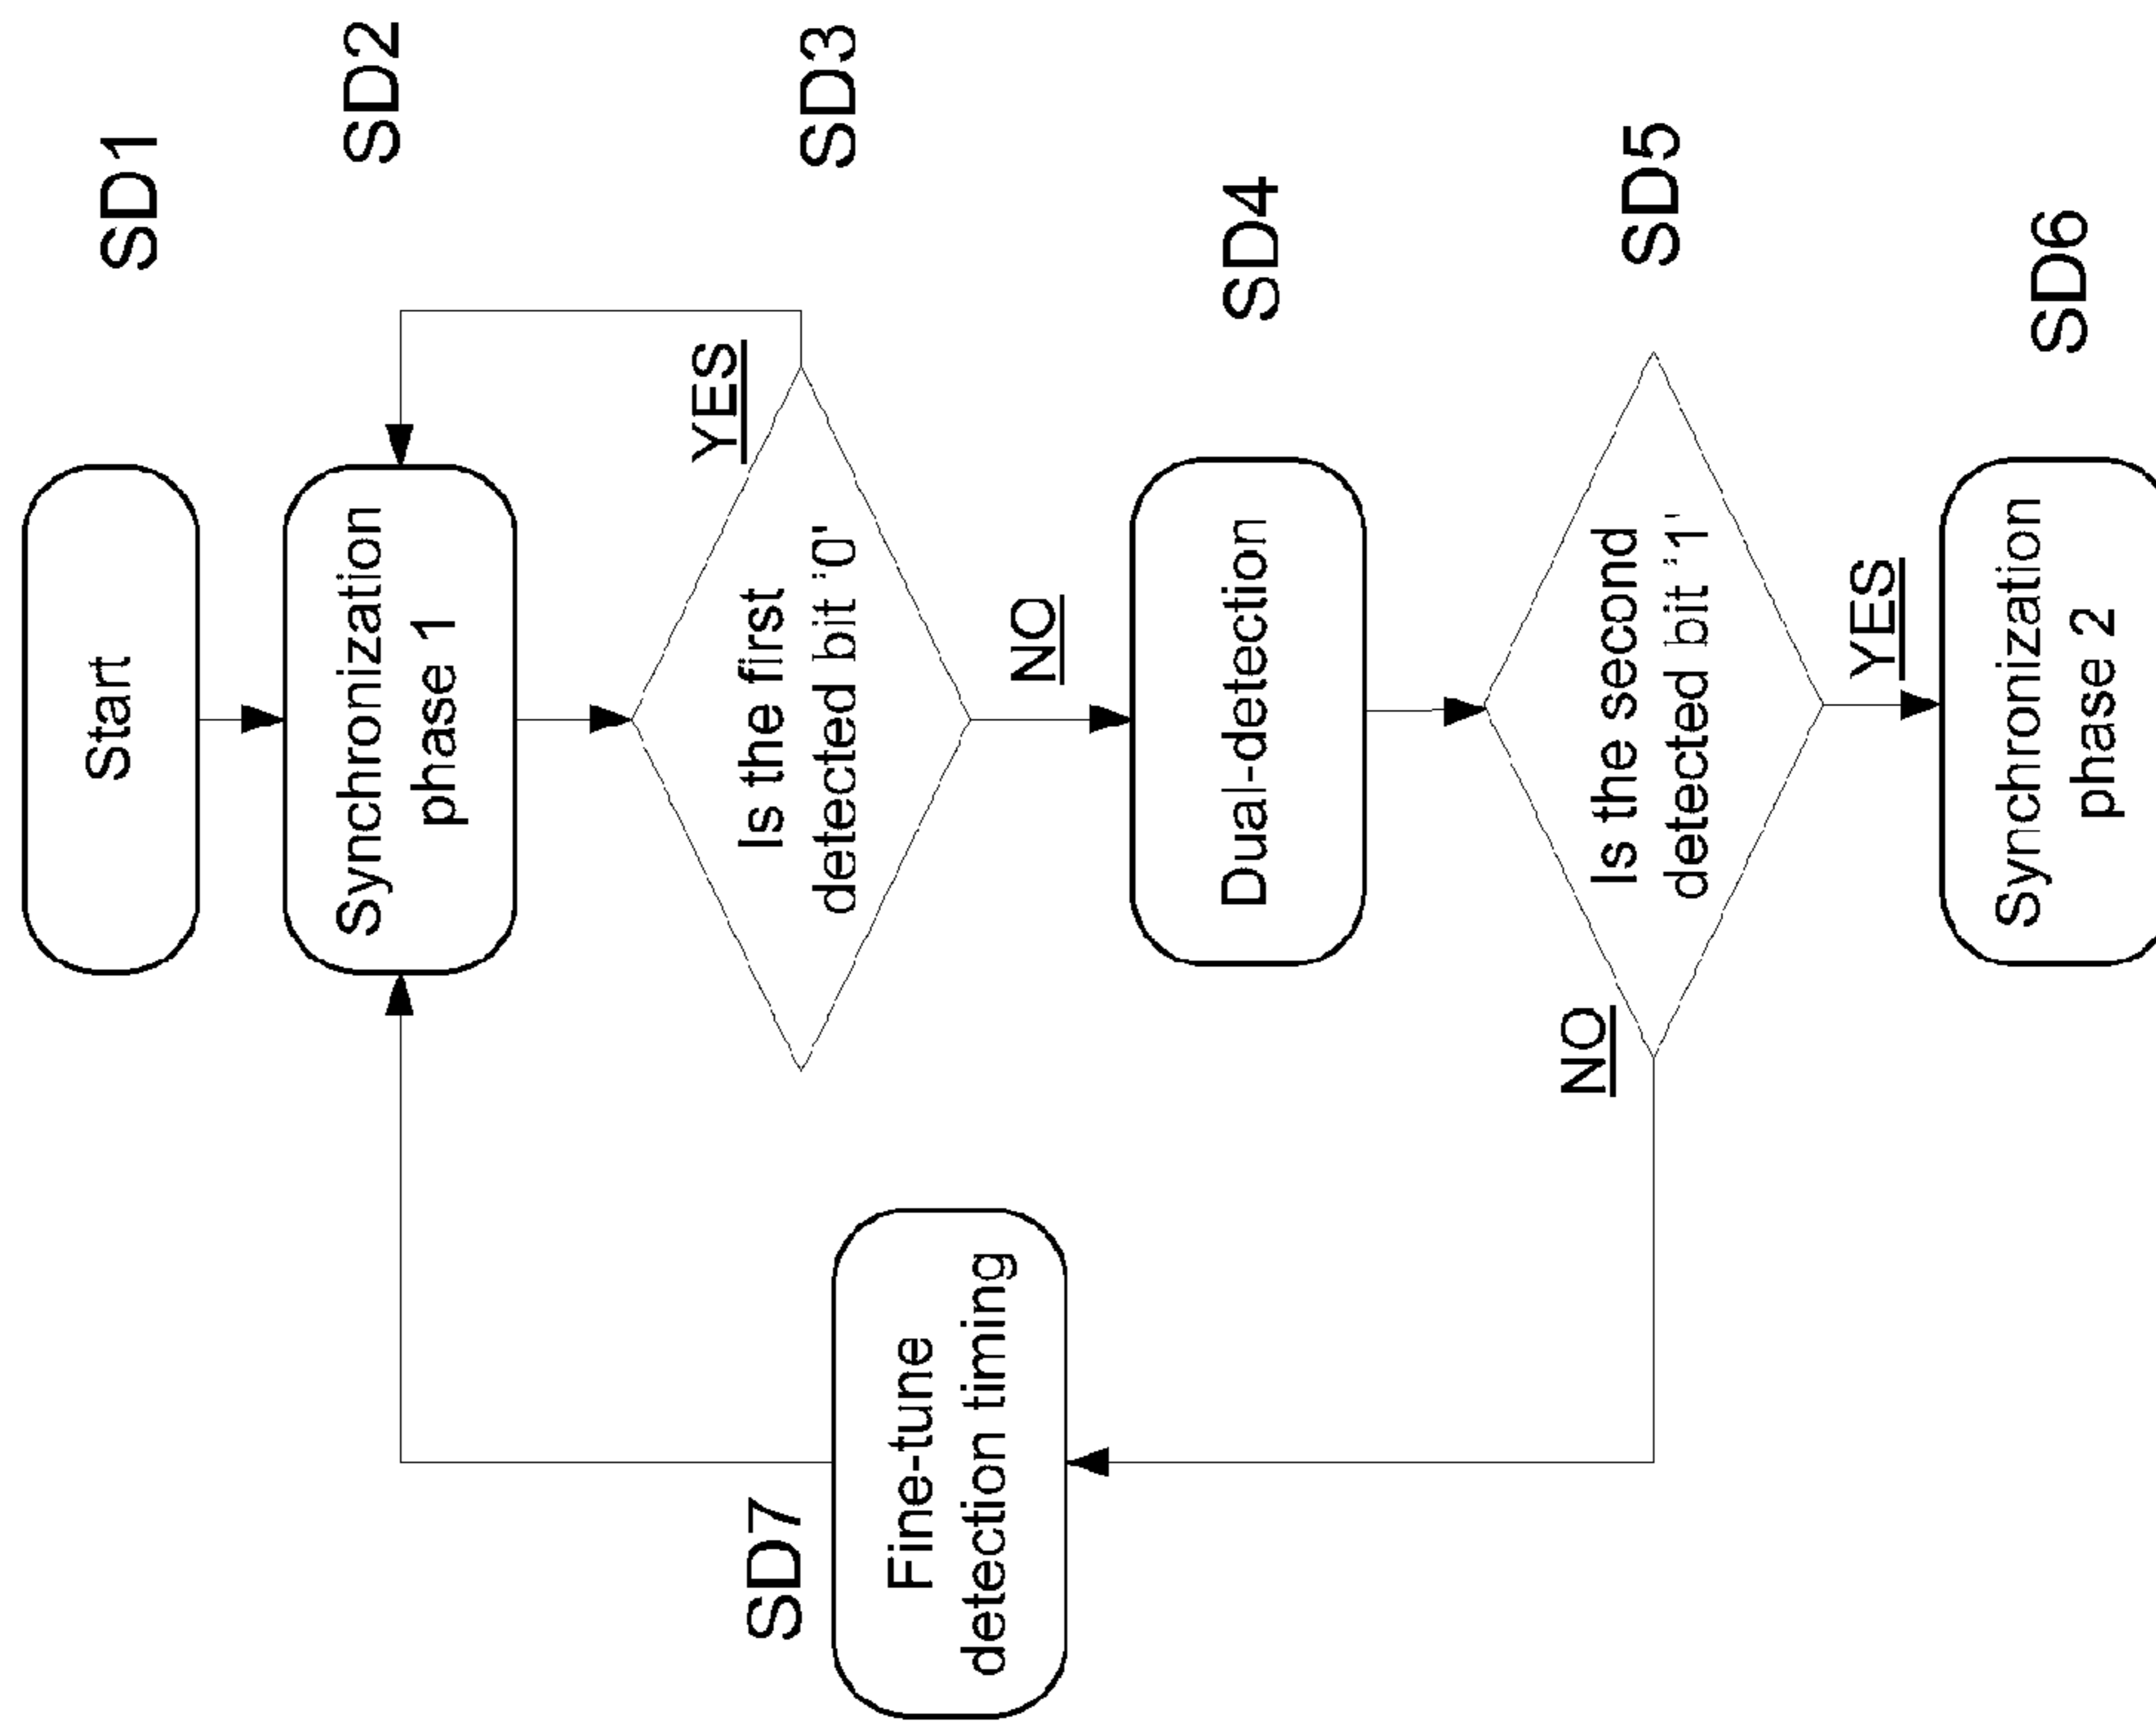 Start
SD1
Synchronization
phase 1
SD2
YES
Is the first
detected bit '0'
SD3
NO
Dual-detection
SD4
Is the second
detected bit '1'
SD5
NO
YES
Synchronization
phase 2
SD6
SD7
Fine-tune
detection timing